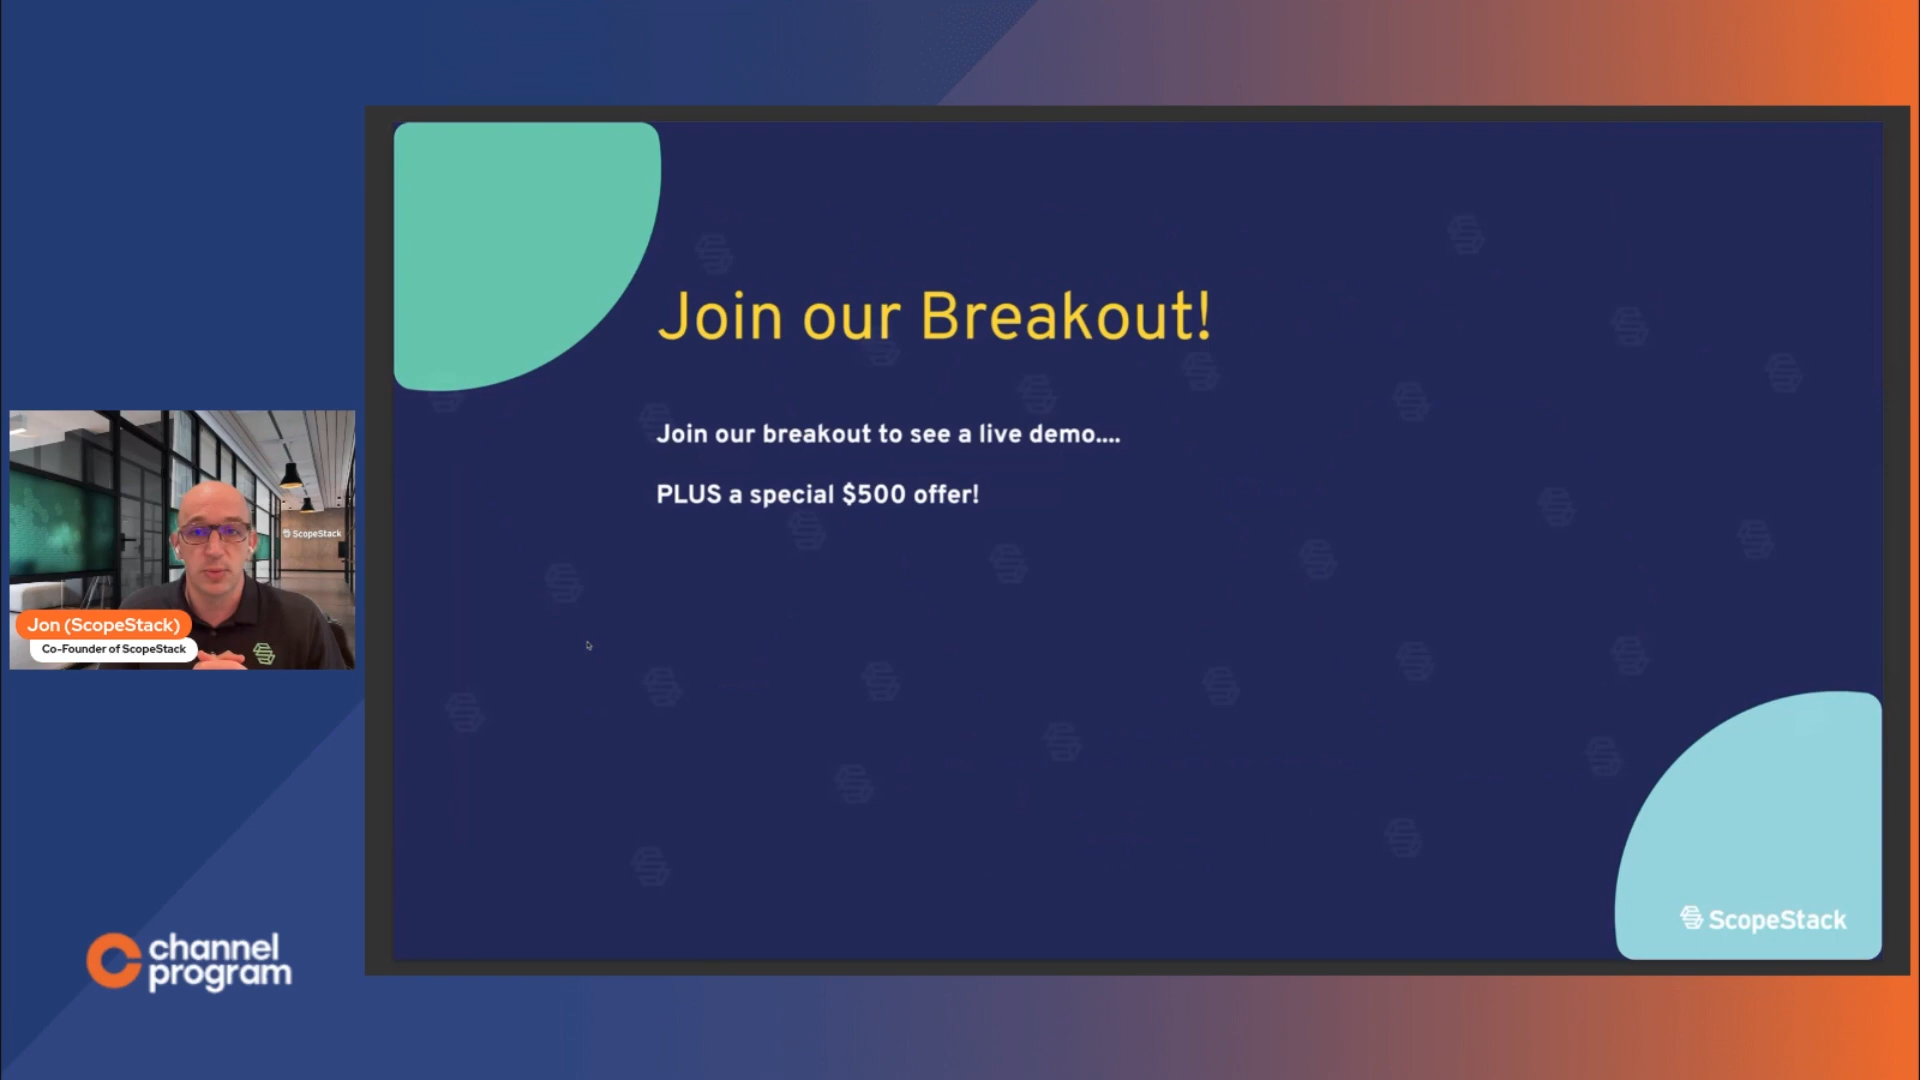 Join our Breakout!
Join our breakout to see a live demo....
PLUS a special $500 offer!
ScopeStack
Jon (ScopeStack)
Co-Founder of ScopeStack
channel
program
ScopeStack